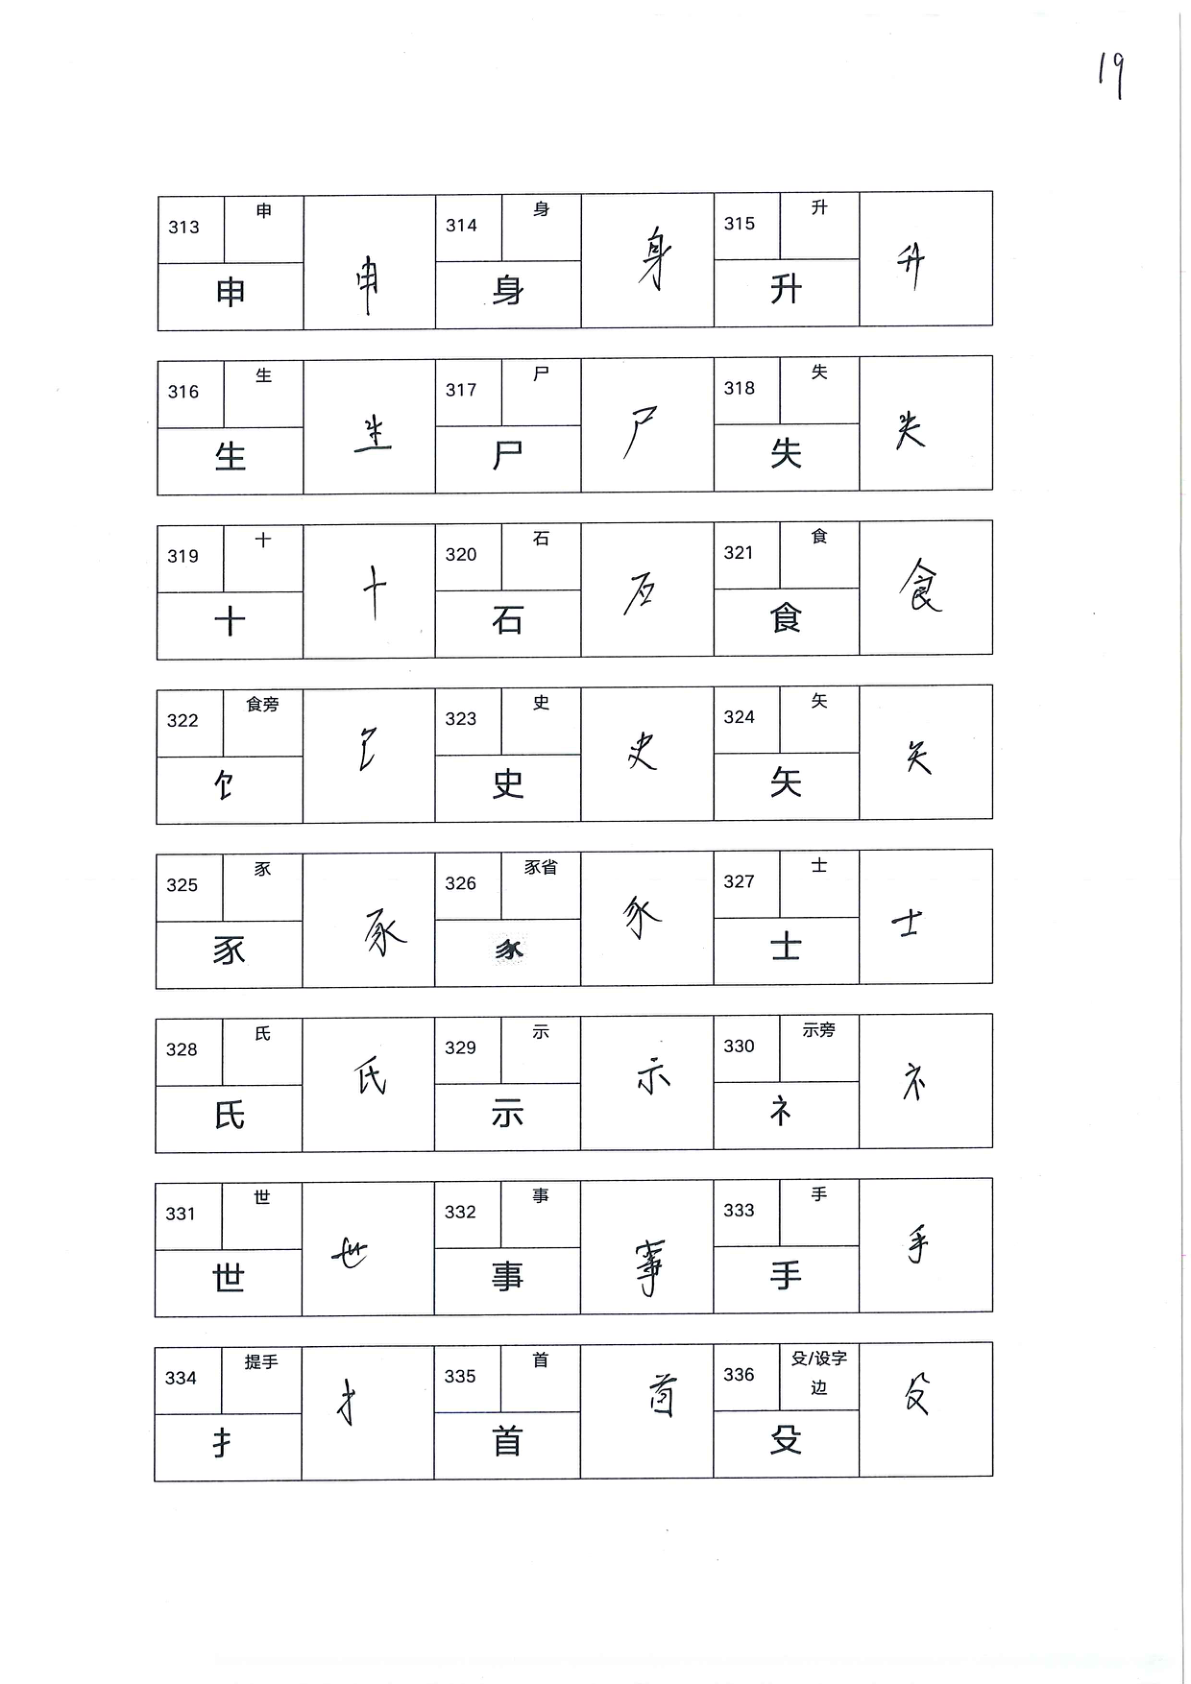 19
313 申 申 申 314 身 身 身 315 升 升 升
316 生 生 生 317 尸 尸 尸 318 失 失 失
319 十 十 十 320 石 石 石 321 食 食 食
322 食旁 饣 饣 323 史 史 史 324 矢 矢 矢
325 豕 豕 豕 326 豕省 327 士 士 士
328 氏 氏 氏 329 示 示 示 330 示旁 礻 礻
331 世 世 世 332 事 事 事 333 手 手 手
334 提手 扌 扌 335 首 首 首 336 殳/设字边 殳 殳